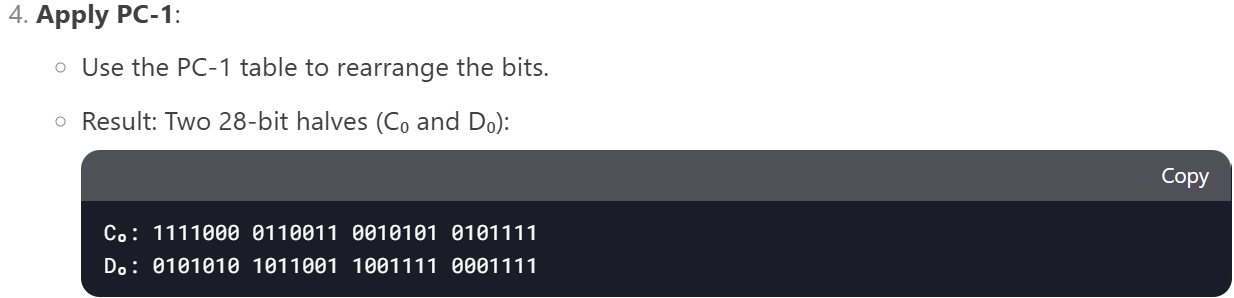 4. Apply PC-1:
○ Use the PC-1 table to rearrange the bits.
○ Result: Two 28-bit halves (C₀ and D₀):
Copy
C₀: 1111000 0110011 0010101 0101111
D₀: 0101010 1011001 1001111 0001111